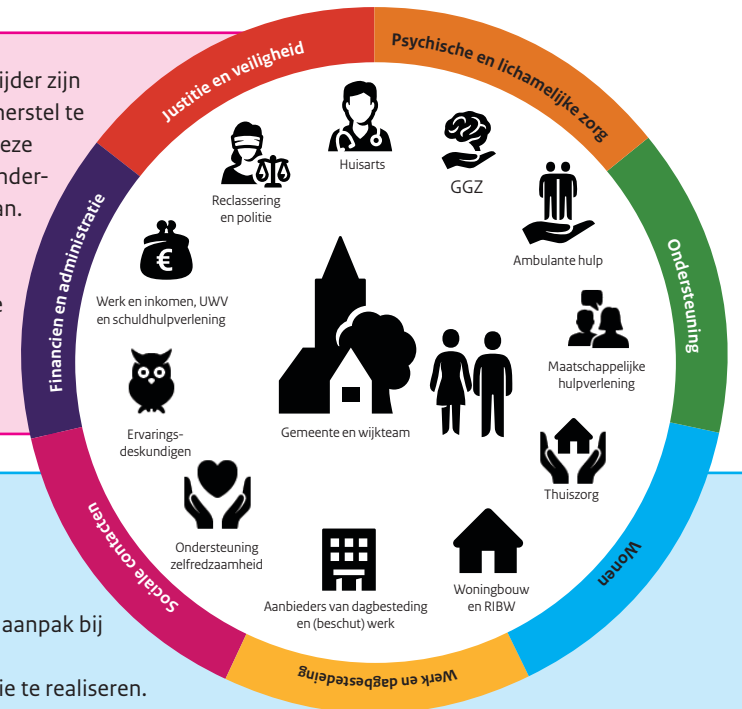 ijder zijn
herstel te
eze
nder-
an.
e
aanpak bij
ie te realiseren.
Justitie en veiligheid
Psychische en lichamelijke zorg
Ondersteuning
Wonen
Werk en dagbestedeing
Sociale contacten
Financien en administratie
Huisarts
GGZ
Ambulante hulp
Maatschappelijke
hulpverlening
Thuiszorg
Woningbouw
en RIBW
Aanbieders van dagbesteding
en (beschut) werk
Ondersteuning
zelfredzaamheid
Ervarings-
deskundigen
€
Werk en inkomen, UWV
en schuldhulpverlening
Reclassering
en politie
Gemeente en wijkteam